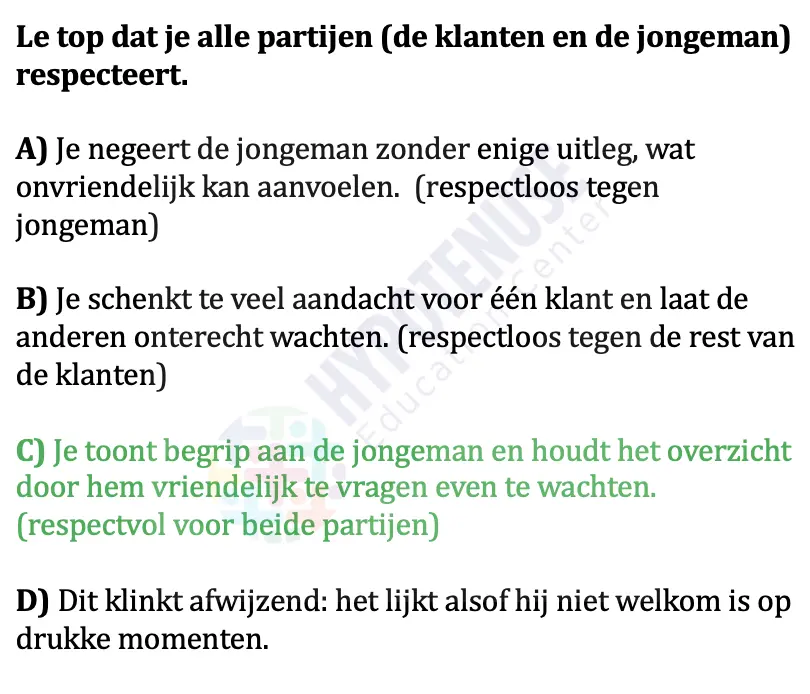 Le top dat je alle partijen (de klanten en de jongeman)
respecteert.
A) Je negeert de jongeman zonder enige uitleg, wat
onvriendelijk kan aanvoelen. (respectloos tegen
jongeman)
B) Je schenkt te veel aandacht voor één klant en laat de
anderen onterecht wachten. (respectloos tegen de rest van
de klanten)
C) Je toont begrip aan de jongeman en houdt het overzicht
door hem vriendelijk te vragen even te wachten.
(respectvol voor beide partijen)
D) Dit klinkt afwijzend: het lijkt alsof hij niet welkom is op
drukke momenten.
HYPOTENUSE
Education Center